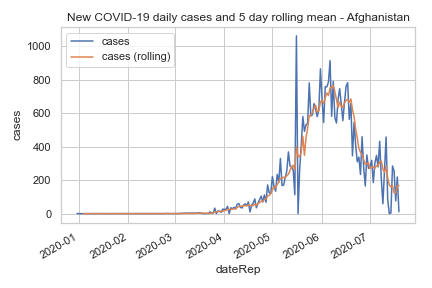 New COVID-19 daily cases and 5 day rolling mean - Afghanistan
cases
cases (rolling)
1000
800
600
400
200
0
cases
2020-01
2020-02
2020-03
2020-04
2020-05
2020-06
2020-07
dateRep